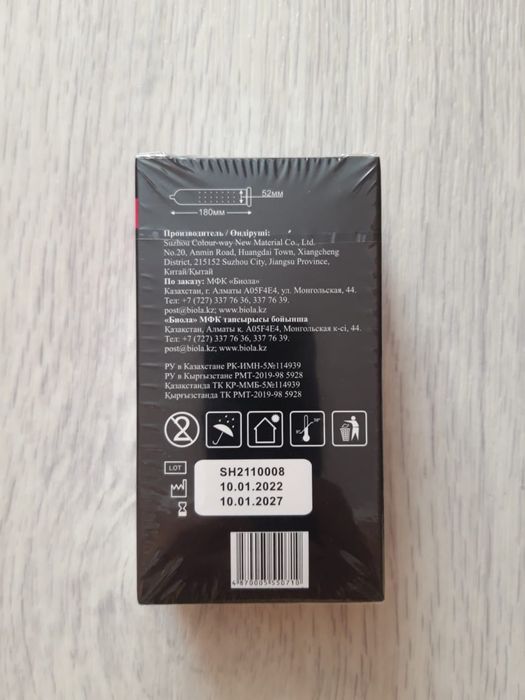 52мм
180мм
Производитель / Өндіруші:
Suzhou Colour-way New Material Co., Ltd.
No.20, Anmin Road, Huangdai Town, Xiangcheng
District, 215152 Suzhou City, Jiangsu Province,
Китай/Қытай
По заказу: МФК «Биола»
Казахстан, г. Алматы A05F4E4, ул. Монгольская, 44.
Тел: +7 (727) 337 76 36, 337 76 39.
post@biola.kz; www.biola.kz
«Биола» МФК тапсырысы бойынша
Қазақстан, Алматы қ. A05F4E4, Монгольская к-сі, 44.
Тел: +7 (727) 337 76 36, 337 76 39.
post@biola.kz; www.biola.kz
РУ в Казахстане РК-ИМН-5№114939
РУ в Кыргызстане РМТ-2019-98 5928
Қазақстанда ТК ҚР-ММБ-5№114939
Қырғызстанда ТК РМТ-2019-98 5928
2
LOT
SH2110008
10.01.2022
10.01.2027
4870005550710